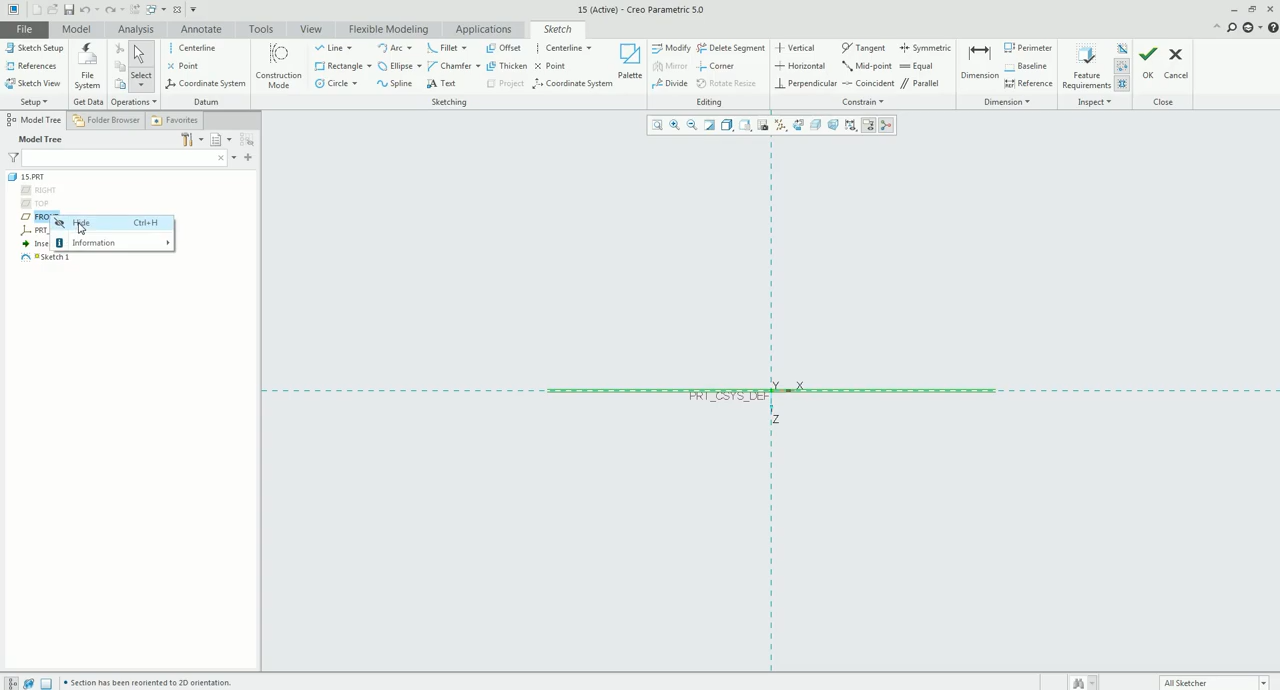 15 (Active) - Creo Parametric 5.0
File Model Analysis Annotate Tools View Flexible Modeling Applications Sketch
Sketch Setup
References
Sketch View
Setup
File System
Get Data
Select
Operations
Centerline
Point
Coordinate System
Datum
Construction Mode
Line Arc Fillet Offset Centerline
Rectangle Ellipse Chamfer Thicken Point
Circle Spline Text Project Coordinate System
Palette
Sketching
Modify Delete Segment
Mirror Corner
Divide Rotate Resize
Editing
Vertical Tangent Symmetric
Horizontal Mid-point Equal
Perpendicular Coincident Parallel
Constrain
Dimension
Perimeter
Baseline
Reference
Dimension
Feature Requirements
Inspect
OK
Cancel
Close
Model Tree Folder Browser Favorites
Model Tree
15.PRT
RIGHT
TOP
Hide Ctrl+H
PRT_
Information
Inse
Sketch 1
Y X
PRT_CSYS_DEF
Z
Section has been reoriented to 2D orientation.
All Sketcher